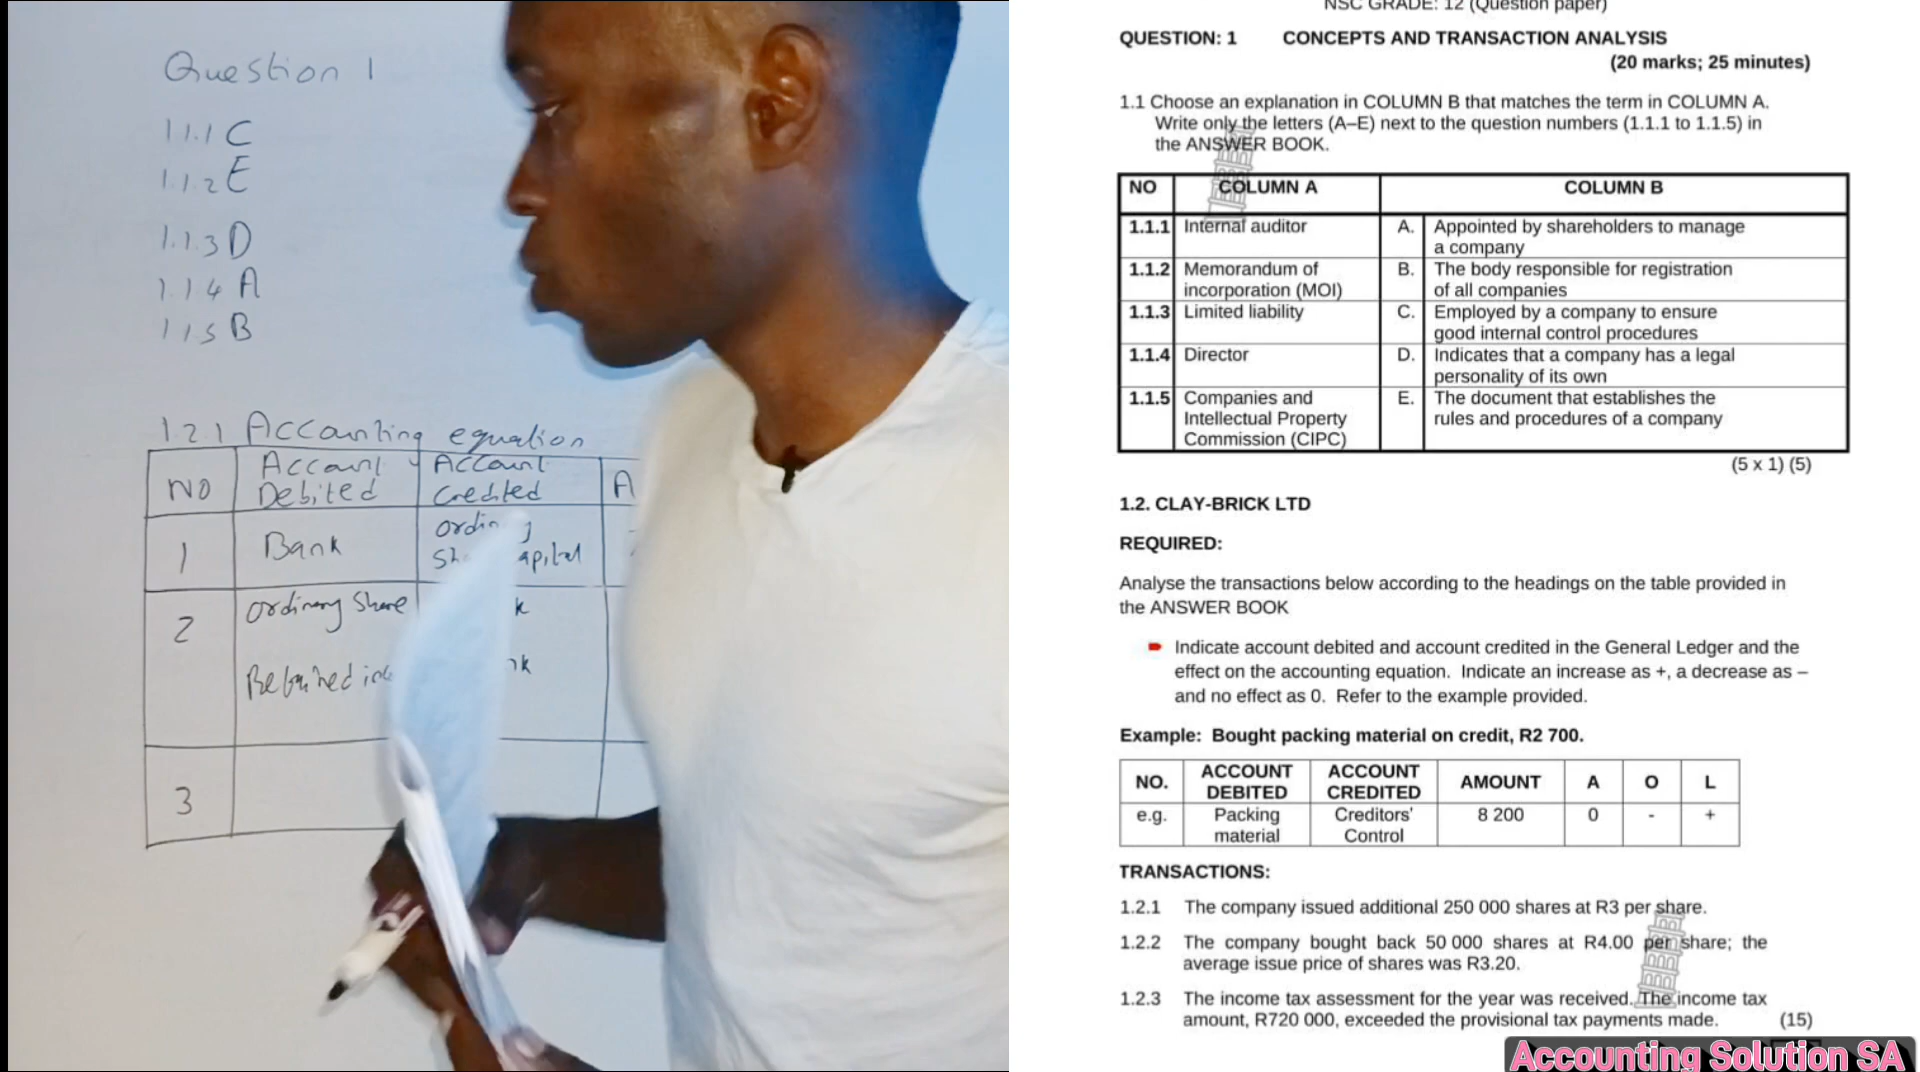 Question 1
1.1.1 C
1.1.2 E
1.1.3 D
1.1.4 A
1.1.5 B
1.2.1 Accounting equation
NO Account Debited Account Credited A
1 Bank
2 Ordinary Share
Retained
3
NSC GRADE: 12 (Question paper)
QUESTION: 1 CONCEPTS AND TRANSACTION ANALYSIS
(20 marks; 25 minutes)
1.1 Choose an explanation in COLUMN B that matches the term in COLUMN A.
Write only the letters (A–E) next to the question numbers (1.1.1 to 1.1.5) in
the ANSWER BOOK.
NO COLUMN A COLUMN B
1.1.1 Internal auditor A. Appointed by shareholders to manage
a company
1.1.2 Memorandum of B. The body responsible for registration
incorporation (MOI) of all companies
1.1.3 Limited liability C. Employed by a company to ensure
good internal control procedures
1.1.4 Director D. Indicates that a company has a legal
personality of its own
1.1.5 Companies and E. The document that establishes the
Intellectual Property rules and procedures of a company
Commission (CIPC)
(5 x 1) (5)
1.2. CLAY-BRICK LTD
REQUIRED:
Analyse the transactions below according to the headings on the table provided in
the ANSWER BOOK
Indicate account debited and account credited in the General Ledger and the
effect on the accounting equation. Indicate an increase as +, a decrease as –
and no effect as 0. Refer to the example provided.
Example: Bought packing material on credit, R2 700.
NO. ACCOUNT DEBITED ACCOUNT CREDITED AMOUNT A O L
e.g. Packing material Creditors' Control 8 200 0 - +
TRANSACTIONS:
1.2.1 The company issued additional 250 000 shares at R3 per share.
1.2.2 The company bought back 50 000 shares at R4.00 per share; the
average issue price of shares was R3.20.
1.2.3 The income tax assessment for the year was received. The income tax
amount, R720 000, exceeded the provisional tax payments made. (15)
Accounting Solution SA